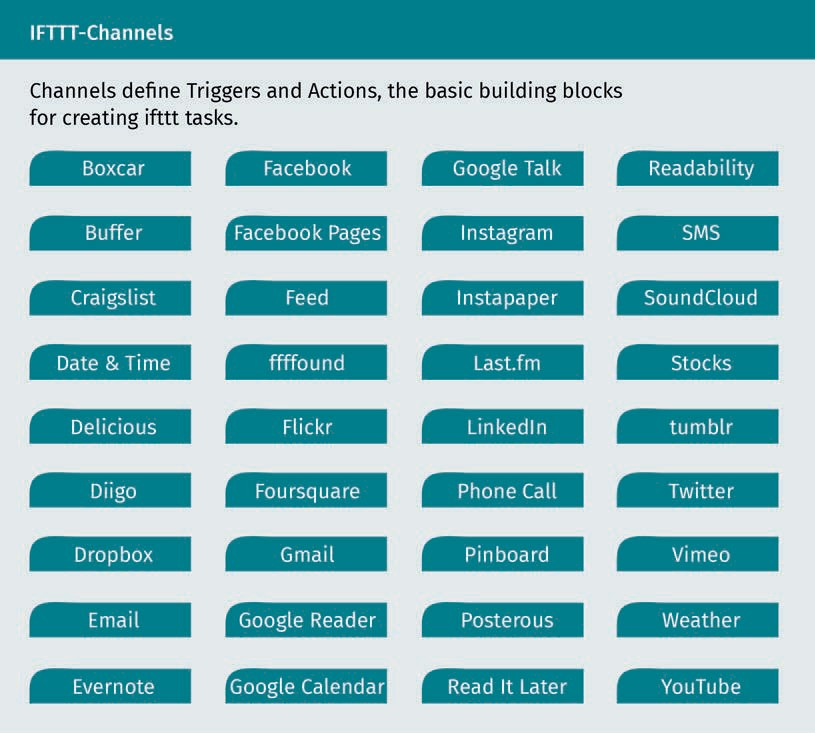 IFTTT-Channels
Channels define Triggers and Actions, the basic building blocks
for creating ifttt tasks.
Boxcar
Facebook
Google Talk
Readability
Buffer
Facebook Pages
Instagram
SMS
Craigslist
Feed
Instapaper
SoundCloud
Date & Time
ffffound
Last.fm
Stocks
Delicious
Flickr
LinkedIn
tumblr
Diigo
Foursquare
Phone Call
Twitter
Dropbox
Gmail
Pinboard
Vimeo
Email
Google Reader
Posterous
Weather
Evernote
Google Calendar
Read It Later
YouTube